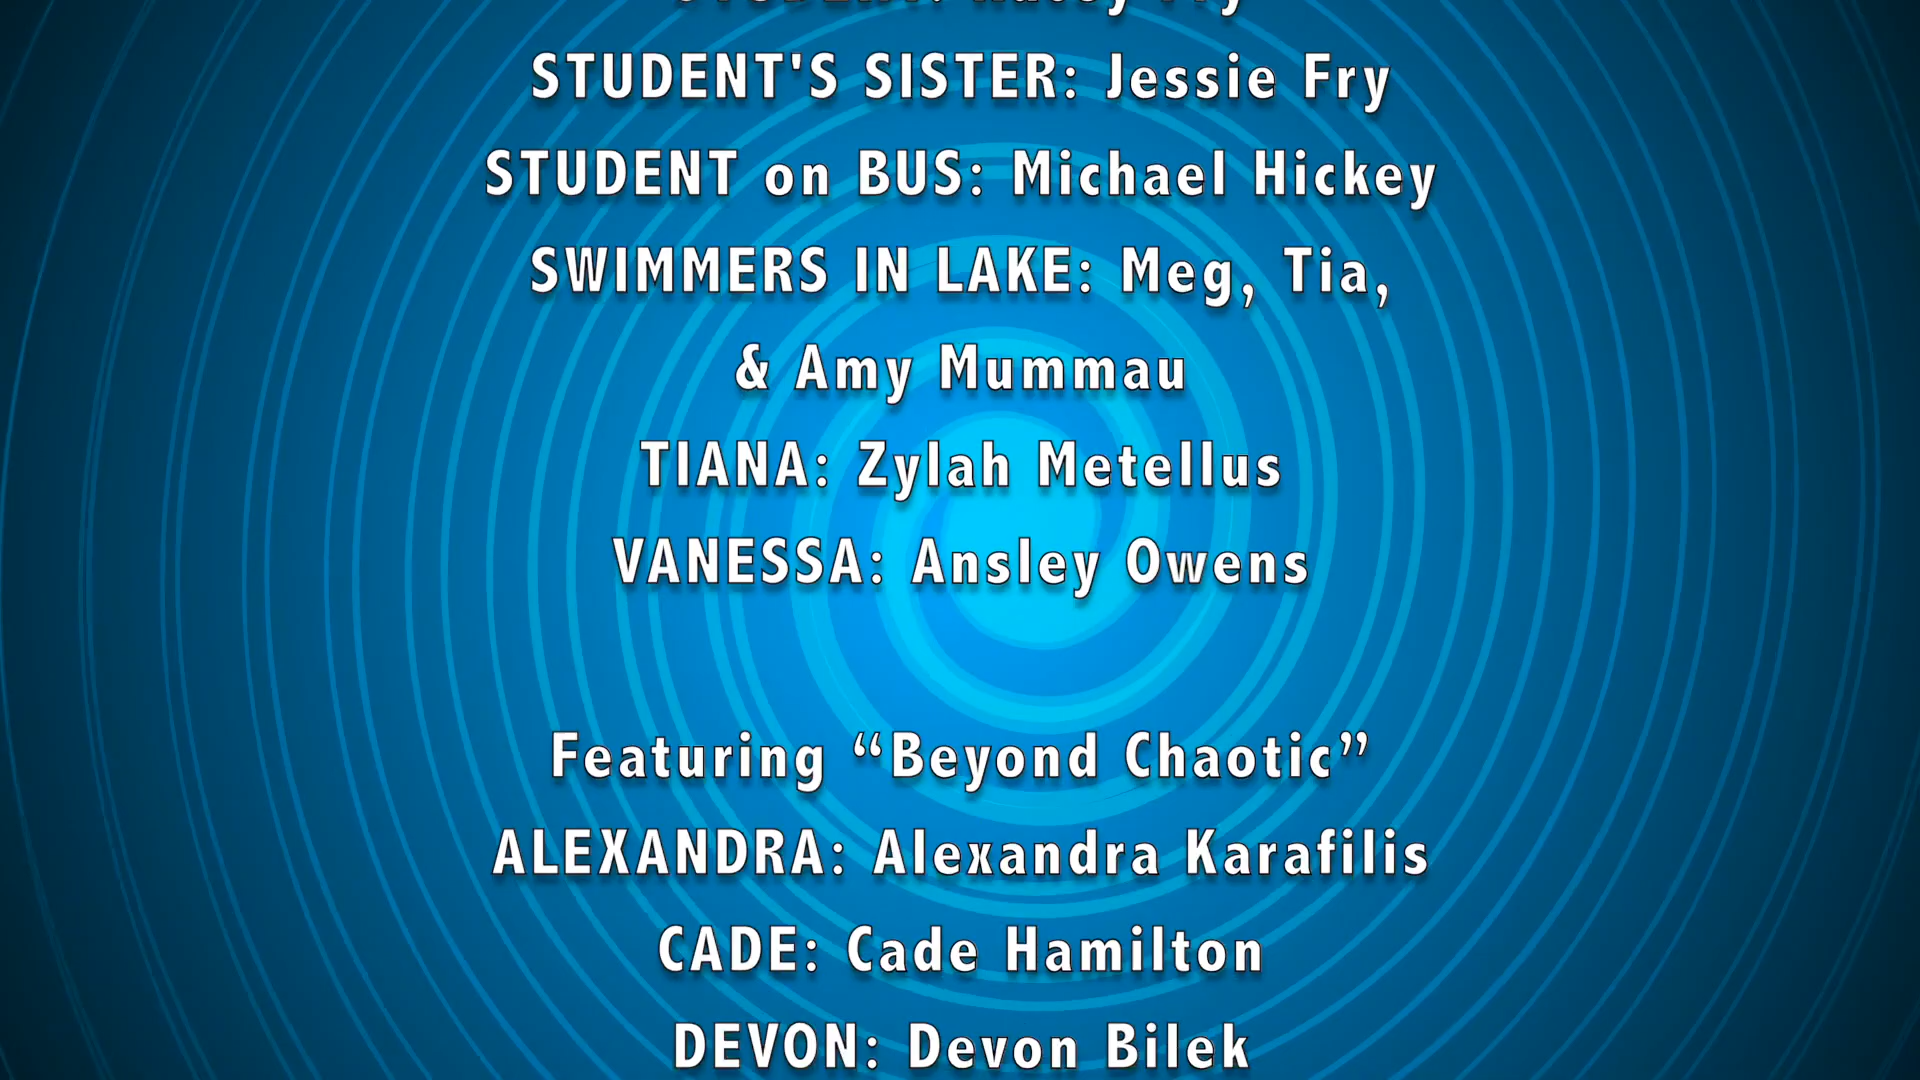 STUDENT'S SISTER: Jessie Fry
STUDENT on BUS: Michael Hickey
SWIMMERS IN LAKE: Meg, Tia,
& Amy Mummau
TIANA: Zylah Metellus
VANESSA: Ansley Owens
Featuring “Beyond Chaotic”
ALEXANDRA: Alexandra Karafilis
CADE: Cade Hamilton
DEVON: Devon Bilek